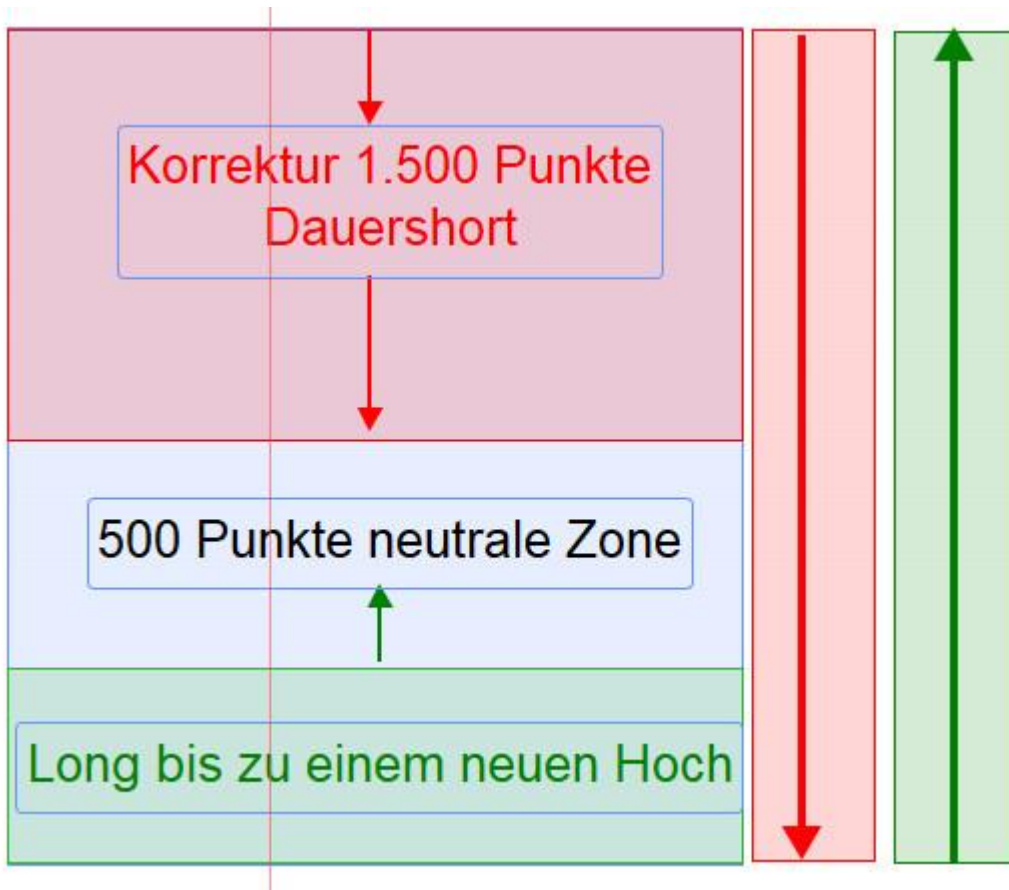 Korrektur 1.500 Punkte
Dauershort
500 Punkte neutrale Zone
Long bis zu einem neuen Hoch